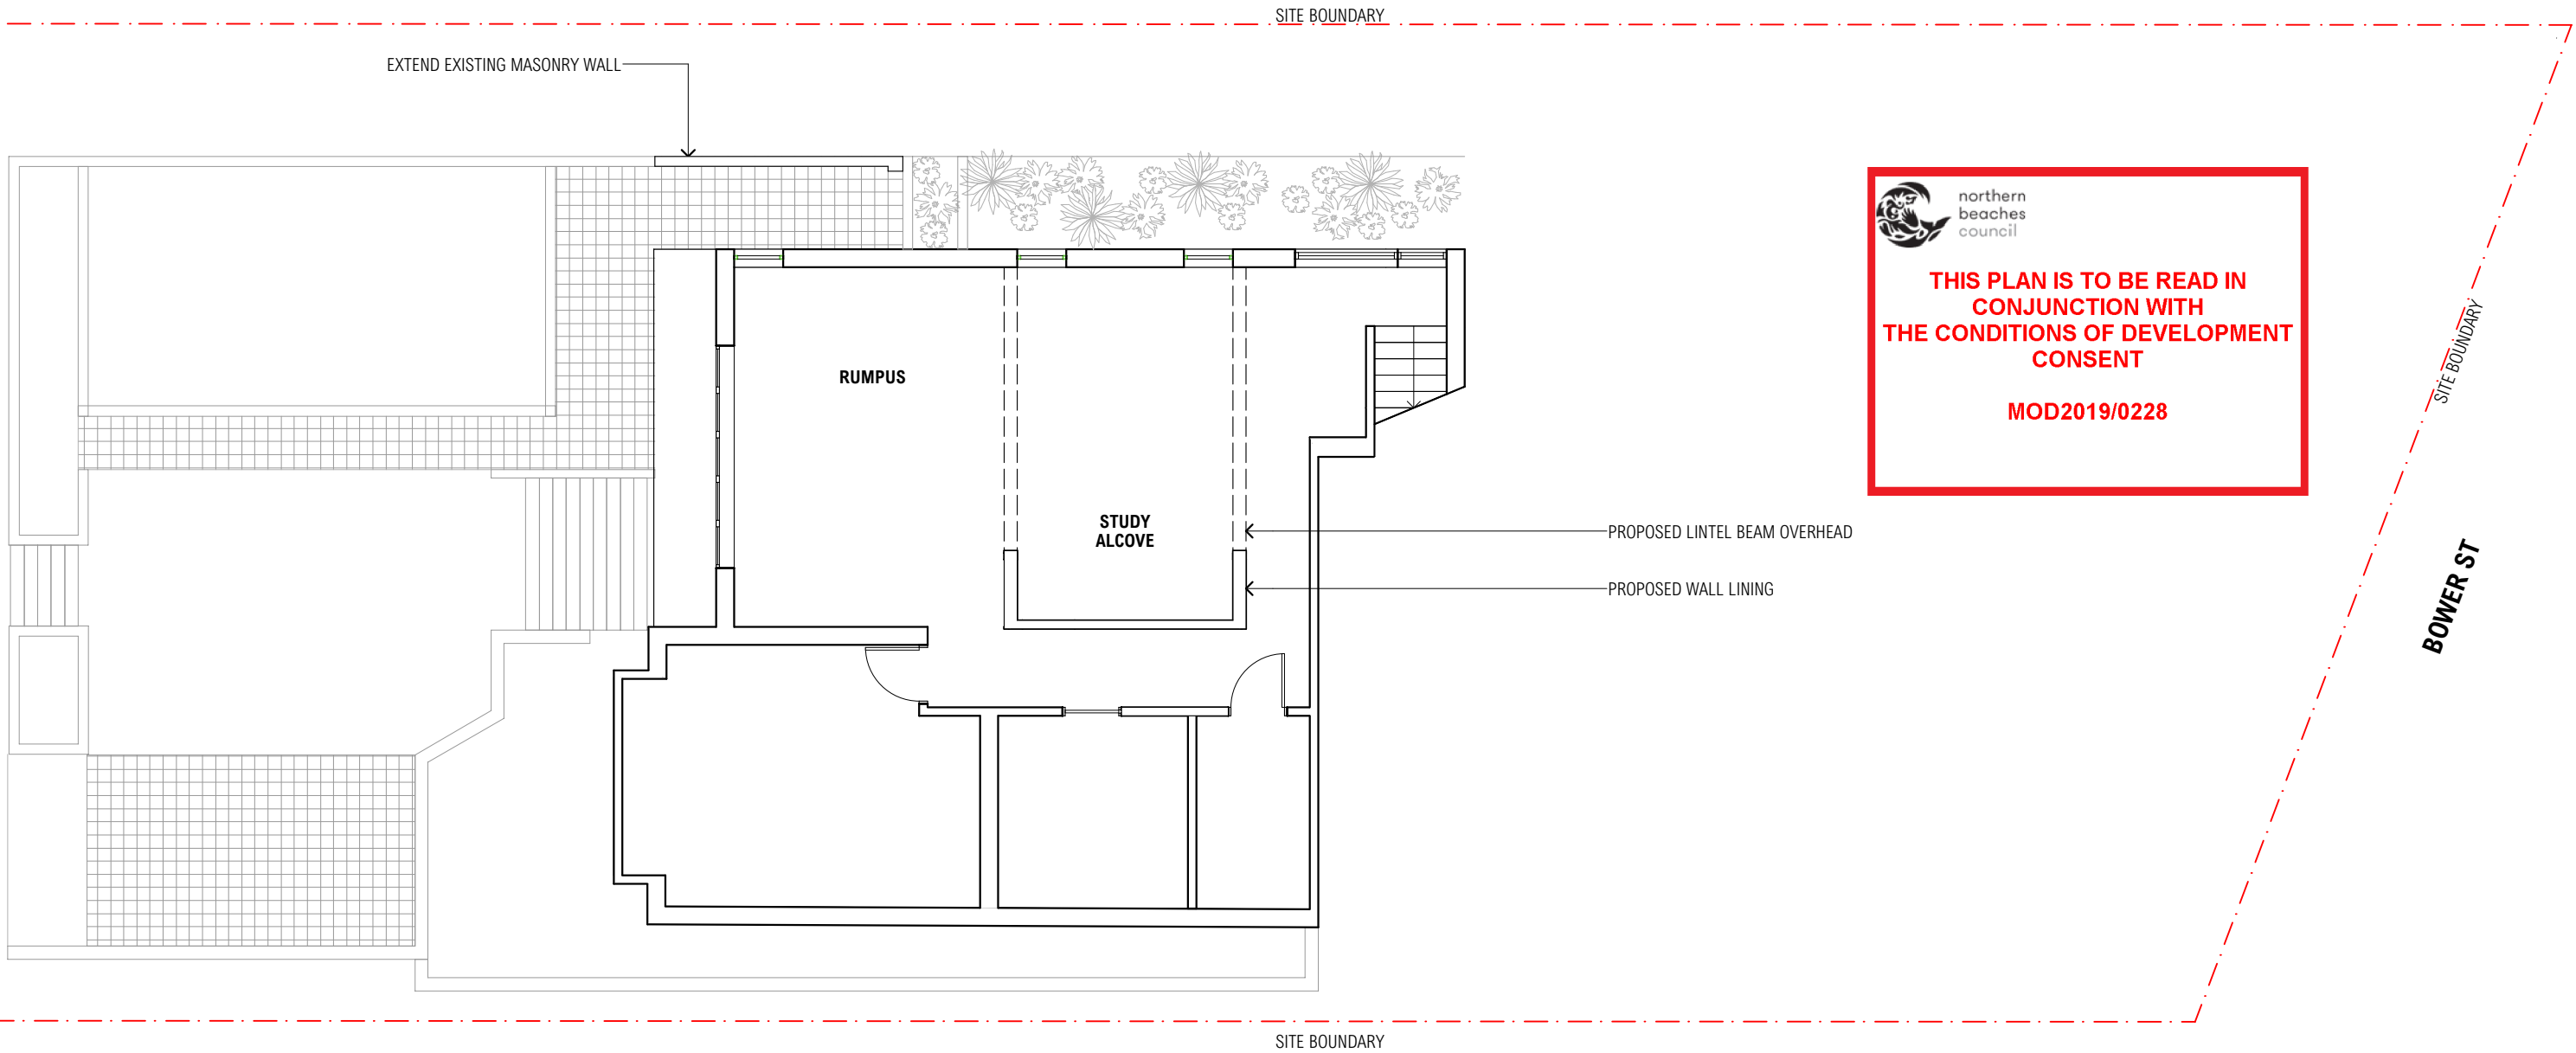 SITE BOUNDARY
EXTEND EXISTING MASONRY WALL
northern
beaches
council
THIS PLAN IS TO BE READ IN
CONJUNCTION WITH
THE CONDITIONS OF DEVELOPMENT
CONSENT
MOD2019/0228
SITE BOUNDARY
RUMPUS
STUDY
ALCOVE
PROPOSED LINTEL BEAM OVERHEAD
PROPOSED WALL LINING
BOWER ST
SITE BOUNDARY